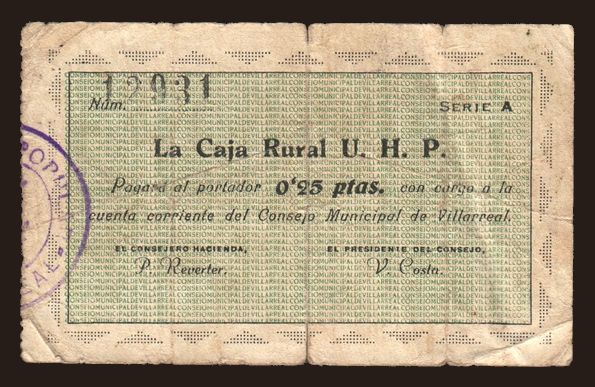 12931
Núm.
SERIE A
La Caja Rural U. H. P.
Pagará al portador 0'25 ptas. con cargo a la
cuenta corriente del Consejo Municipal de Villarreal.
EL CONSEJERO HACIENDA,
EL PRESIDENTE DEL CONSEJO,
P. Reverter.
V. Costa.